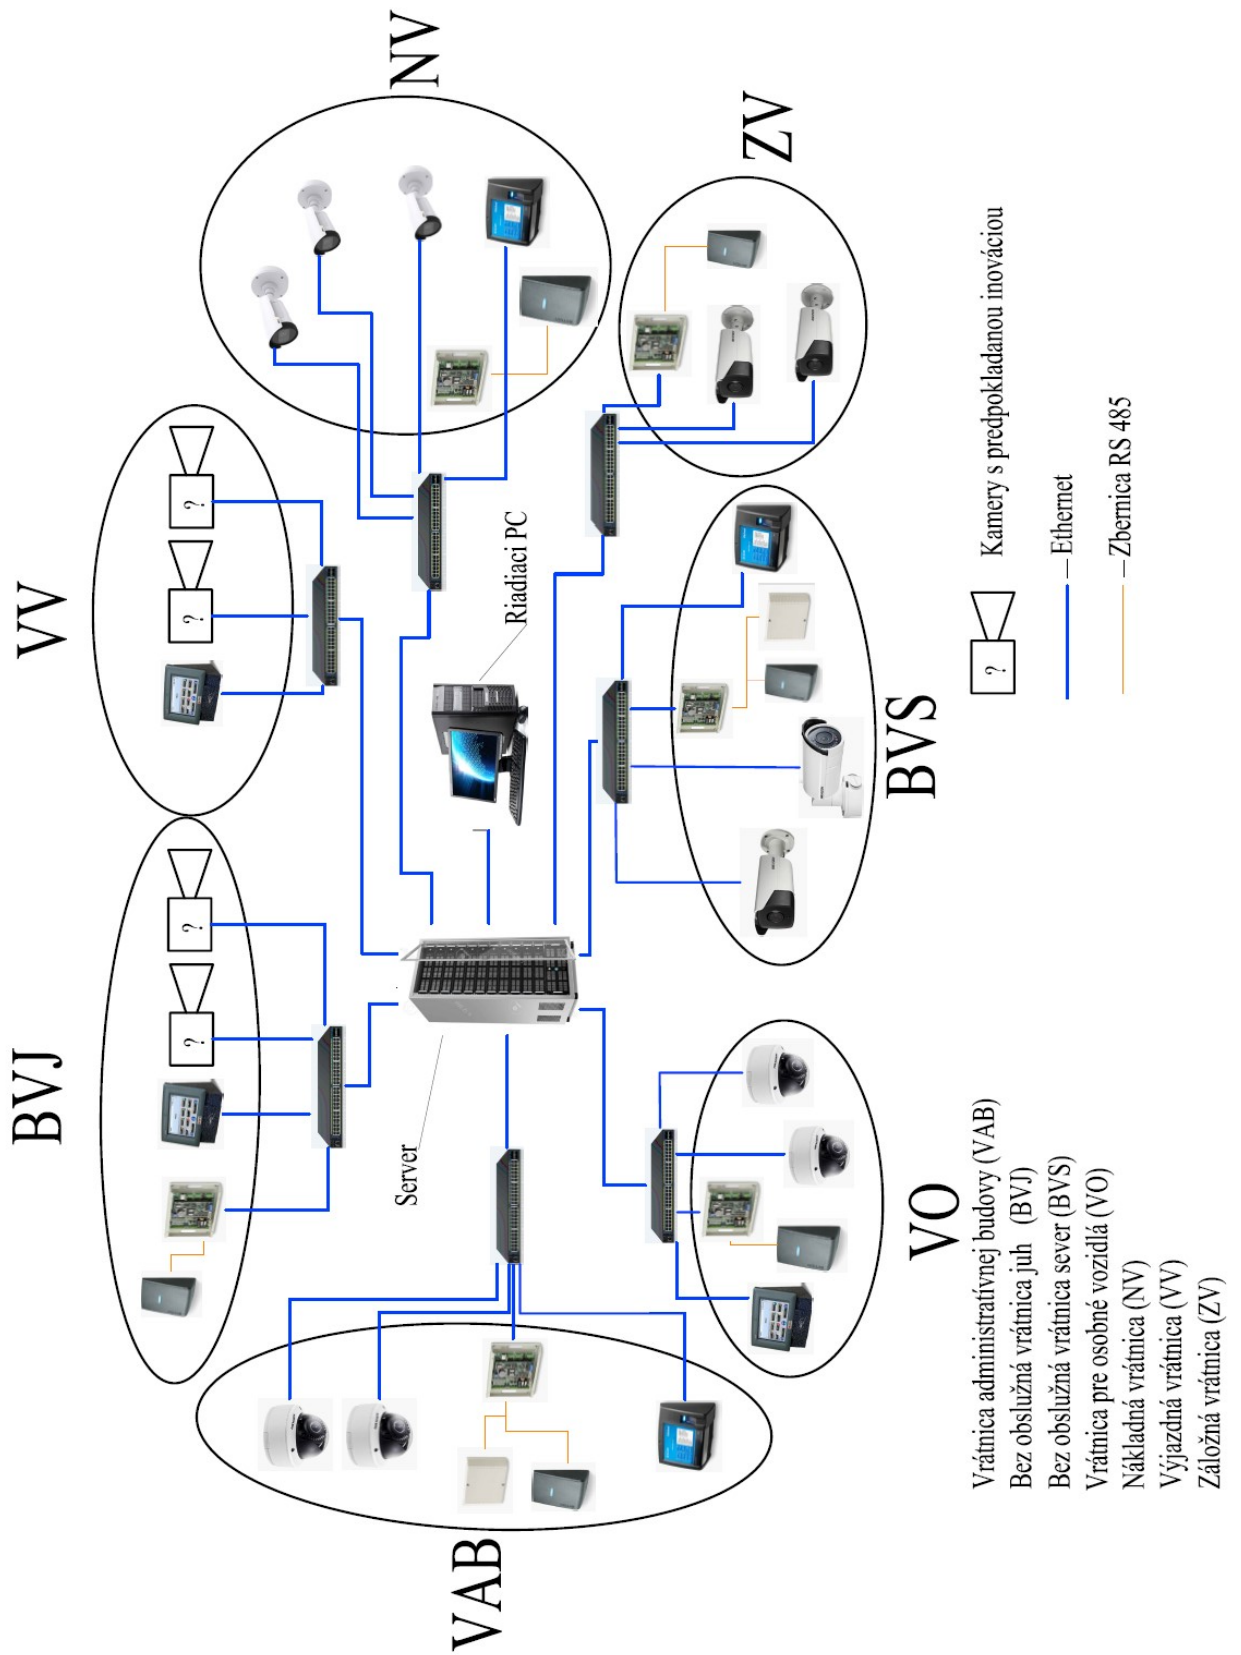 BVJ
VV
NV
VAB
Server
Riadiaci PC
ZV
VO
BVS
?
?
?
?
Vrátnica administratívnej budovy (VAB)
Bez obslužná vrátnica juh (BVJ)
Bez obslužná vrátnica sever (BVS)
Vrátnica pre osobné vozidlá (VO)
Nákladná vrátnica (NV)
Výjazdná vrátnica (VV)
Záložná vrátnica (ZV)
? Kamery s predpokladanou inováciou
Ethernet
Zbernica RS 485